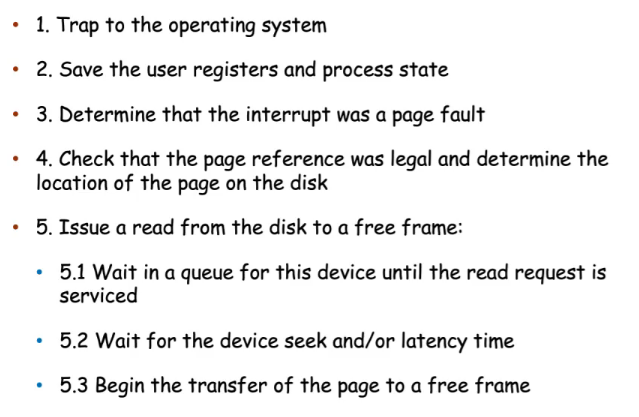 • 1. Trap to the operating system
• 2. Save the user registers and process state
• 3. Determine that the interrupt was a page fault
• 4. Check that the page reference was legal and determine the
location of the page on the disk
• 5. Issue a read from the disk to a free frame:
• 5.1 Wait in a queue for this device until the read request is
serviced
• 5.2 Wait for the device seek and/or latency time
• 5.3 Begin the transfer of the page to a free frame